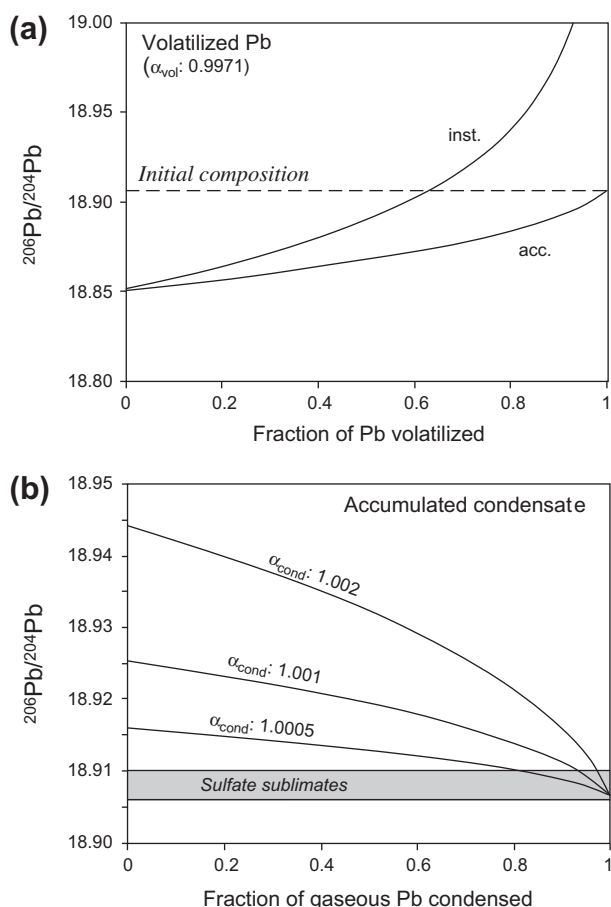 (a)
19.00
18.95
18.90
18.85
18.80
²⁰⁶Pb/²⁰⁴Pb
Volatilized Pb
(αvol: 0.9971)
inst.
Initial composition
acc.
0 0.2 0.4 0.6 0.8 1
Fraction of Pb volatilized
(b)
18.95
18.94
18.93
18.92
18.91
18.90
²⁰⁶Pb/²⁰⁴Pb
Accumulated condensate
αcond: 1.002
αcond: 1.001
αcond: 1.0005
Sulfate sublimates
0 0.2 0.4 0.6 0.8 1
Fraction of gaseous Pb condensed